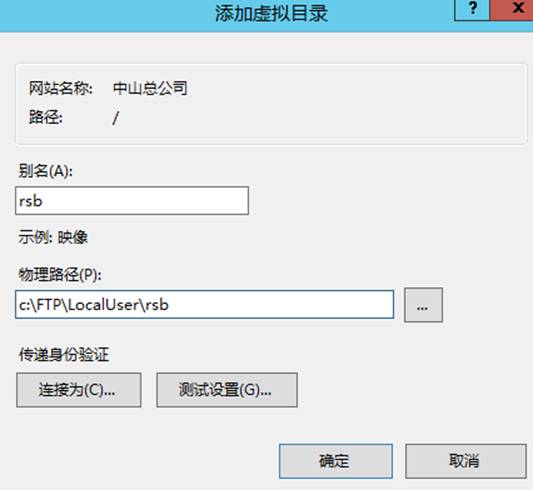 添加虚拟目录
? x
网站名称: 中山总公司
路径: /
别名(A):
rsb
示例: 映像
物理路径(P):
c:\FTP\LocalUser\rsb
...
传递身份验证
连接为(C)... 测试设置(G)...
确定 取消